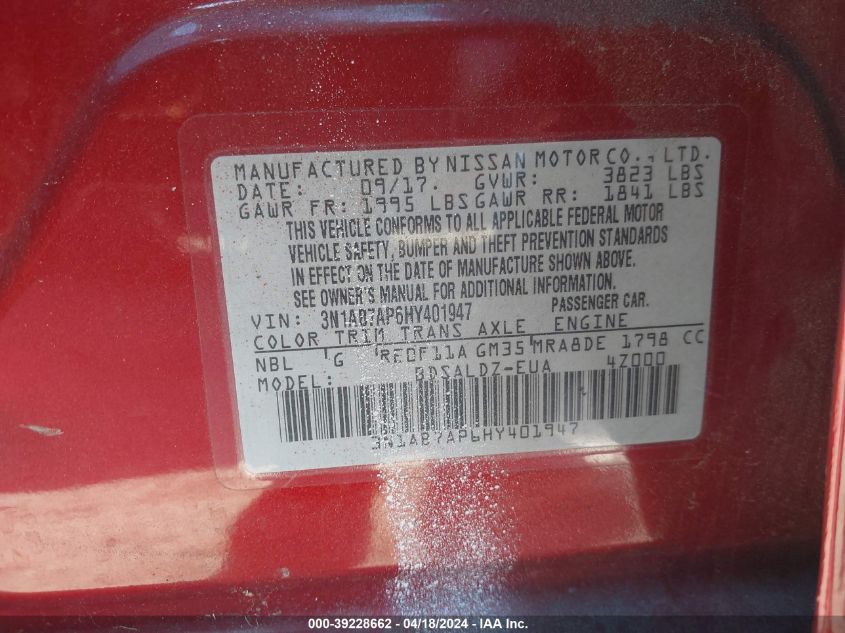 MANUFACTURED BY NISSAN MOTOR CO., LTD.
DATE: 09/17. GVWR: 3823 LBS
GAWR FR: 1995 LBS GAWR RR: 1841 LBS
THIS VEHICLE CONFORMS TO ALL APPLICABLE FEDERAL MOTOR
VEHICLE SAFETY, BUMPER AND THEFT PREVENTION STANDARDS
IN EFFECT ON THE DATE OF MANUFACTURE SHOWN ABOVE.
SEE OWNER'S MANUAL FOR ADDITIONAL INFORMATION.
VIN: 3N1AB7AP6HY401947 PASSENGER CAR.
COLOR TRIM TRANS AXLE ENGINE
NBL 'G 'RE0F11A GM35 'MRA8DE 1798 CC
MODEL: BDSALDZ-EUA 4Z000
3N1AB7AP6HY401947
000-39228662 - 04/18/2024 - IAA Inc.